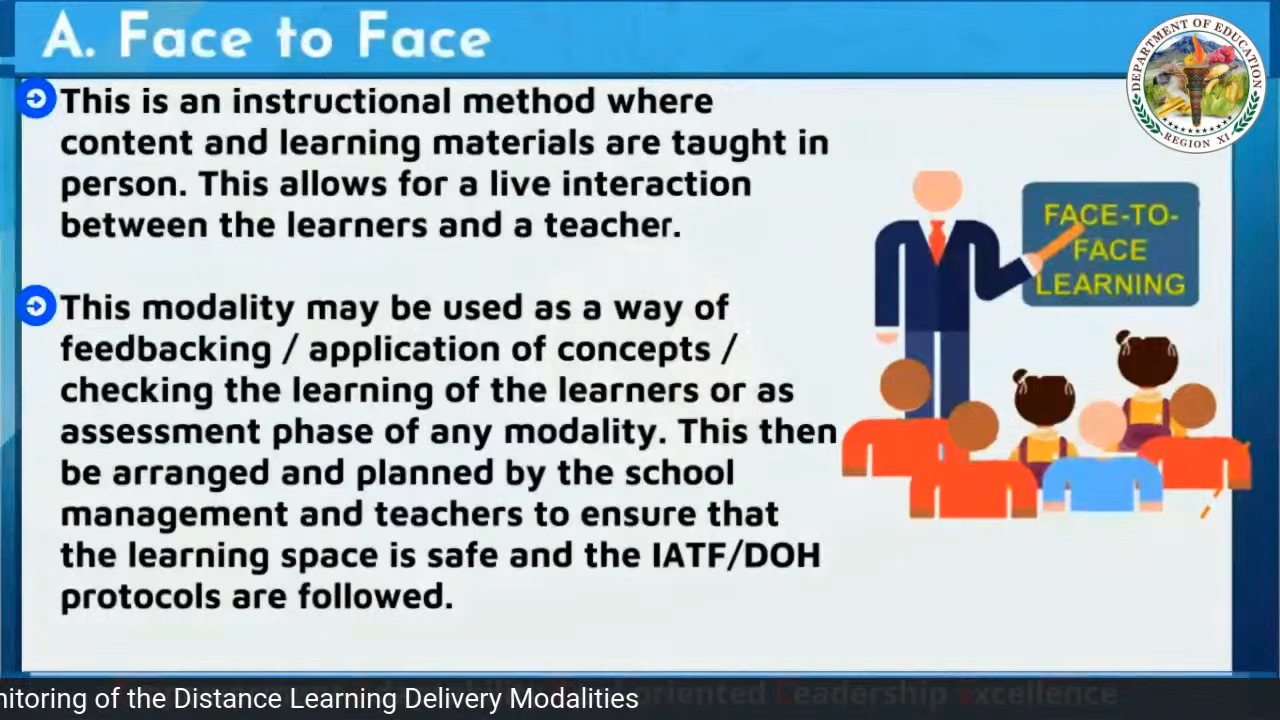 A. Face to Face
DEPARTMENT OF EDUCATION
REGION XI
This is an instructional method where
content and learning materials are taught in
person. This allows for a live interaction
between the learners and a teacher.
FACE-TO-
FACE
LEARNING
This modality may be used as a way of
feedbacking / application of concepts /
checking the learning of the learners or as
assessment phase of any modality. This then
be arranged and planned by the school
management and teachers to ensure that
the learning space is safe and the IATF/DOH
protocols are followed.
nitoring of the Distance Learning Delivery Modalities
oriented Leadership Excellence